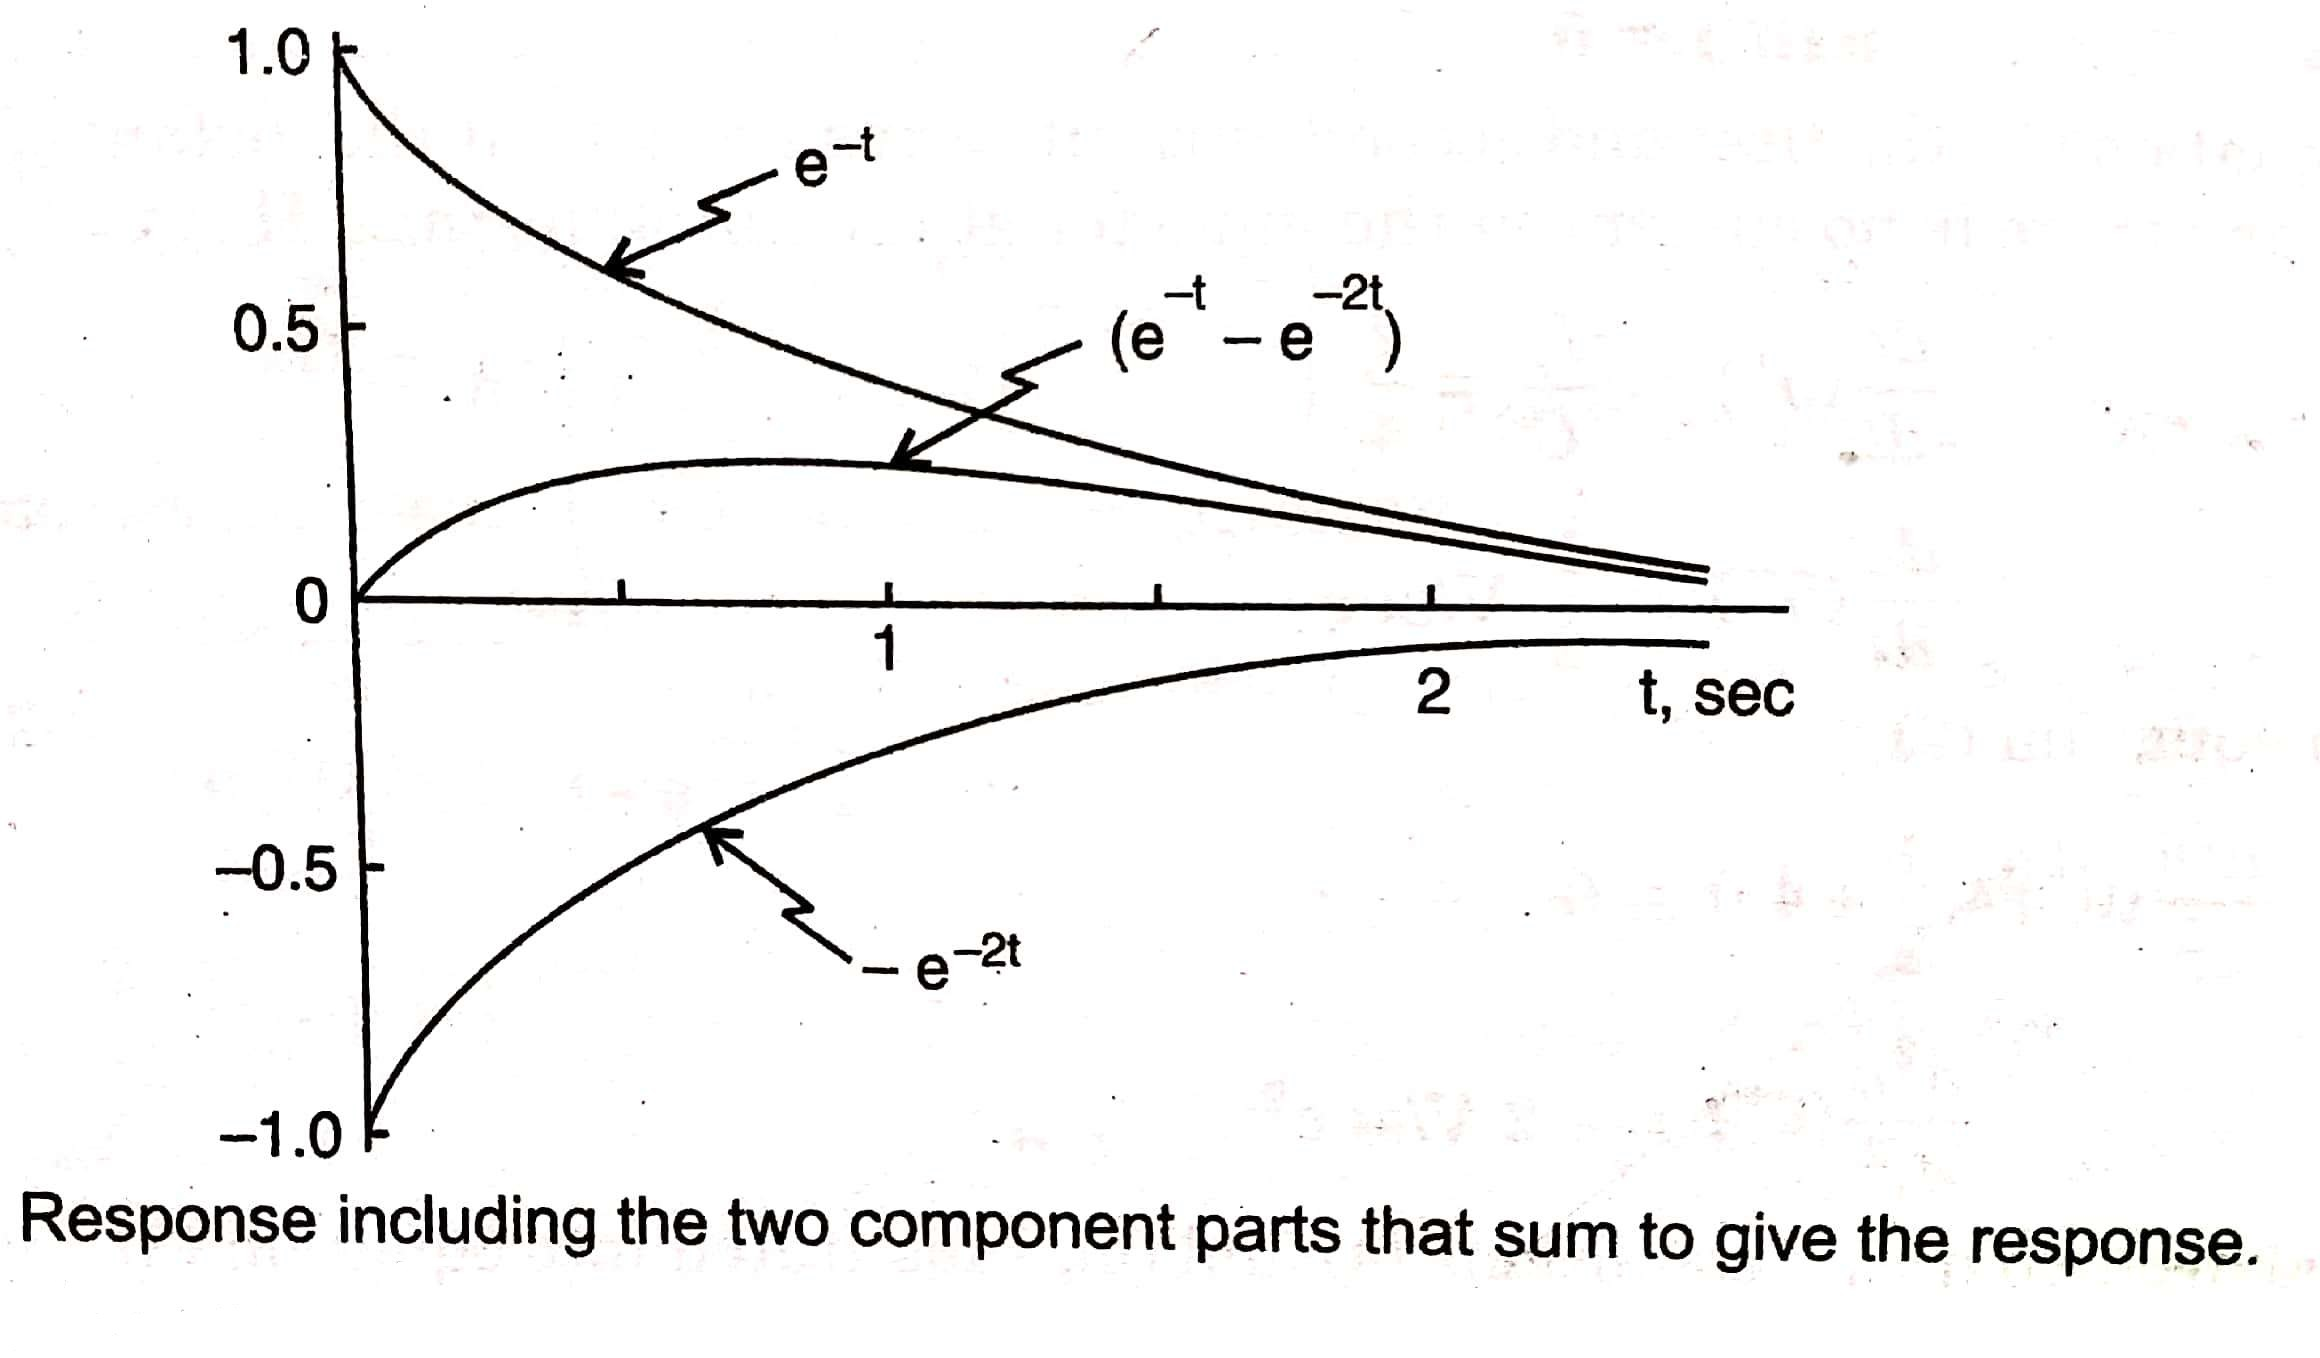 1.0
e⁻ᵗ
(e⁻ᵗ – e⁻²ᵗ)
0.5
0
1
2
t, sec
–0.5
– e⁻²ᵗ
–1.0
Response including the two component parts that sum to give the response.